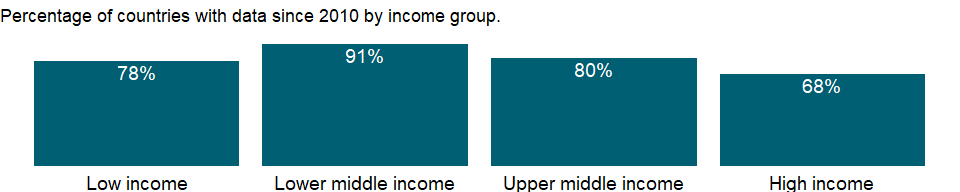 Percentage of countries with data since 2010 by income group.
78%
91%
80%
68%
Low income
Lower middle income
Upper middle income
High income